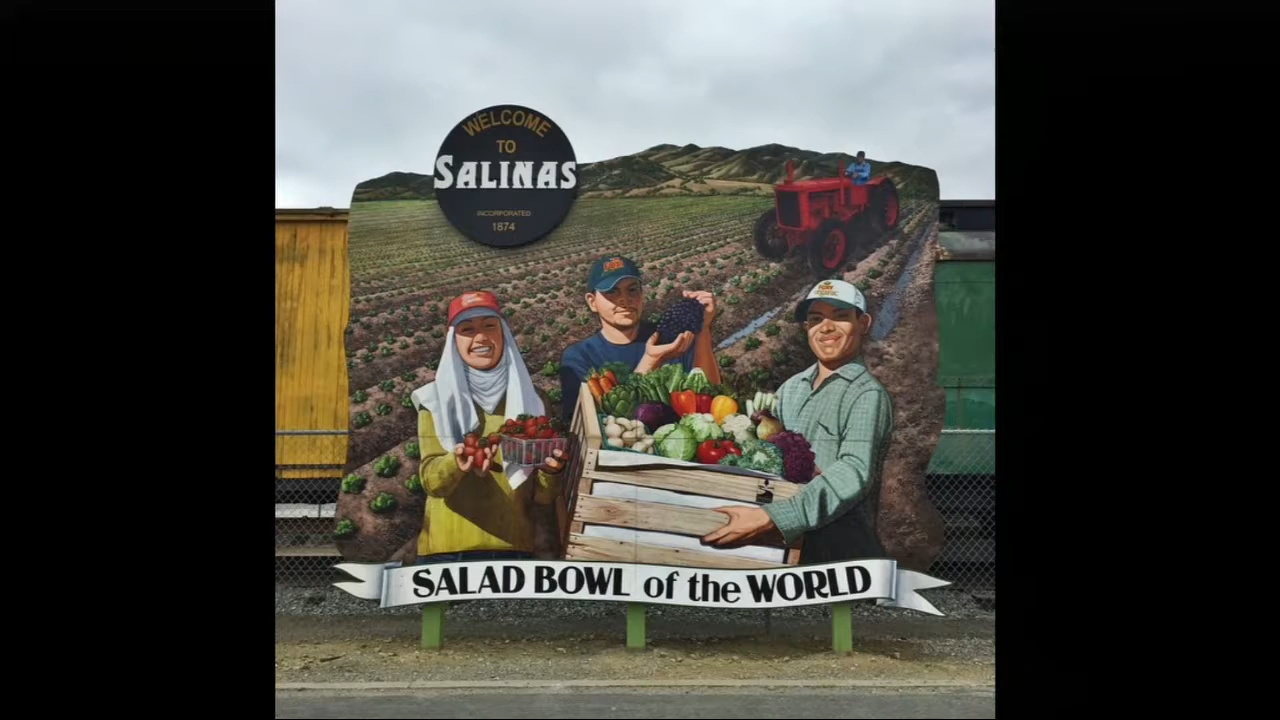 WELCOME
TO
SALINAS
INCORPORATED
1874
SALAD BOWL of the WORLD